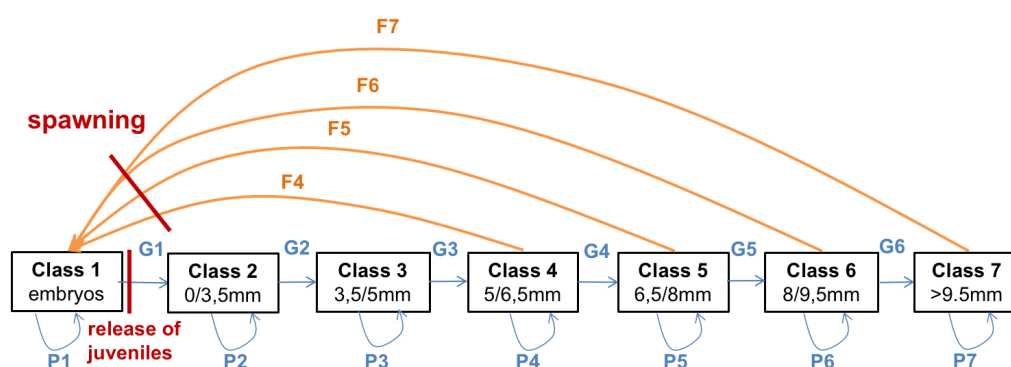 F7
F6
spawning
F5
F4
G1 G2 G3 G4 G5 G6
Class 1 Class 2 Class 3 Class 4 Class 5 Class 6 Class 7
embryos 0/3,5mm 3,5/5mm 5/6,5mm 6,5/8mm 8/9,5mm >9.5mm
release of
juveniles
P1 P2 P3 P4 P5 P6 P7